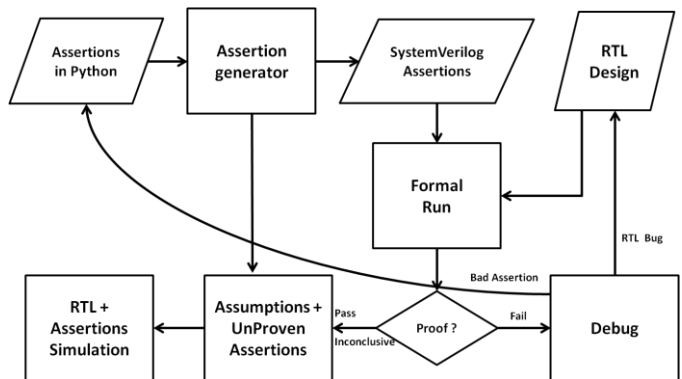 Assertions
in Python
Assertion
generator
SystemVerilog
Assertions
RTL
Design
Formal
Run
RTL Bug
Bad Assertion
RTL +
Assertions
Simulation
Assumptions +
UnProven
Assertions
Pass
Inconclusive
Proof ?
Fail
Debug